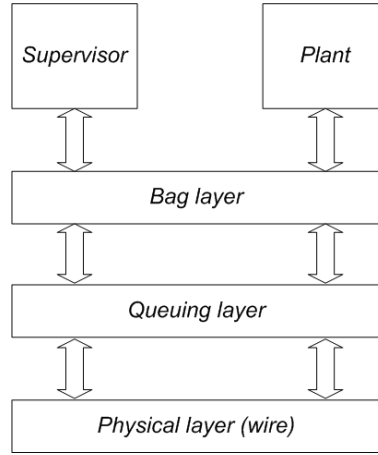 Supervisor
Plant
Bag layer
Queuing layer
Physical layer (wire)